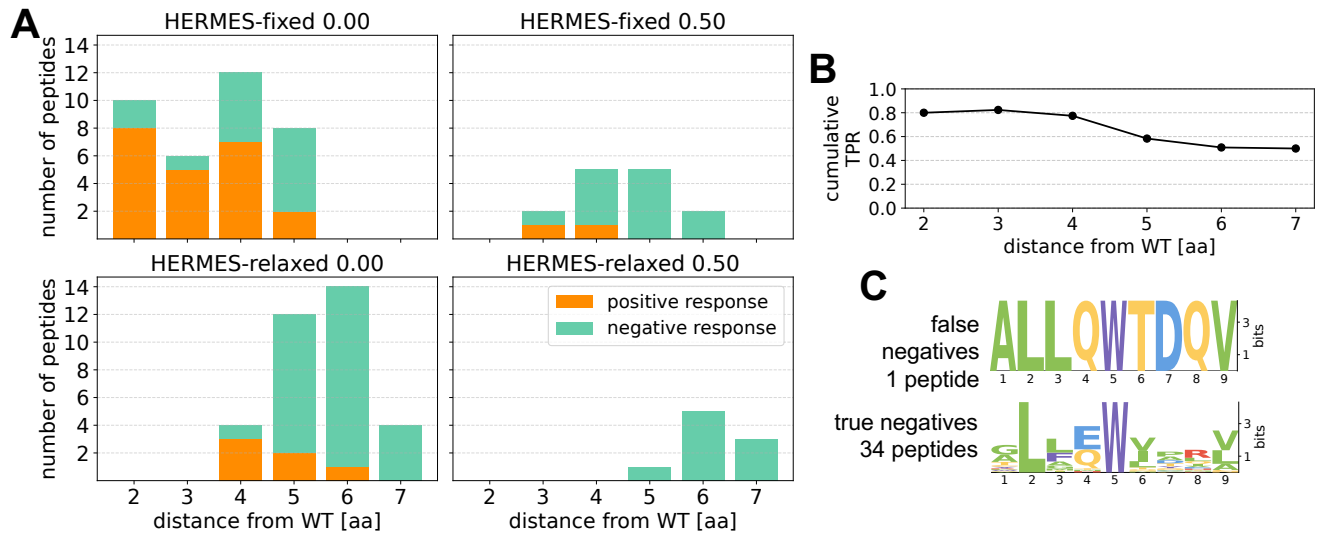 A
HERMES-fixed 0.00
HERMES-fixed 0.50
number of peptides
14
12
10
8
6
4
2
HERMES-relaxed 0.00
HERMES-relaxed 0.50
number of peptides
14
12
10
8
6
4
2
positive response
negative response
2 3 4 5 6 7
2 3 4 5 6 7
distance from WT [aa]
distance from WT [aa]
B
cumulative
TPR
1.0
0.8
0.6
0.4
0.2
0.0
2 3 4 5 6 7
distance from WT [aa]
C
false
negatives
1 peptide
ALLQWTDQV
1 2 3 4 5 6 7 8 9
3
1
bits
true negatives
34 peptides
G L L E W V R V
A F Q I L
A L A
1 2 3 4 5 6 7 8 9
3
1
bits